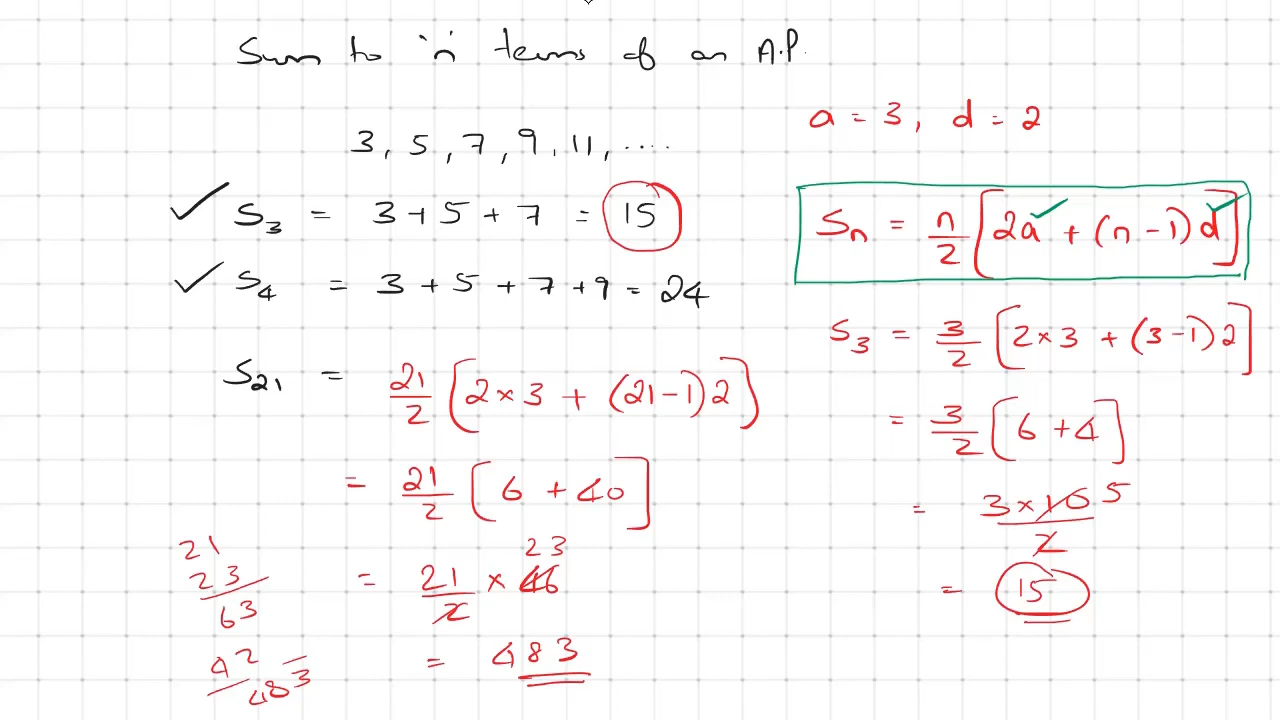 Sum to 'n' terms of an A.P.
3, 5, 7, 9, 11, ....
S₃ = 3 + 5 + 7 = 15
S₄ = 3 + 5 + 7 + 9 = 24
S₂₁ = 21/2 [2 × 3 + (21 - 1) 2]
= 21/2 [6 + 40]
= 21/2 × 46 23
= 483
21
23
63
42
483
a = 3, d = 2
Sₙ = n/2 [2a + (n - 1) d]
S₃ = 3/2 [2 × 3 + (3 - 1) 2]
= 3/2 [6 + 4]
= 3 × 10/2 5
= 15